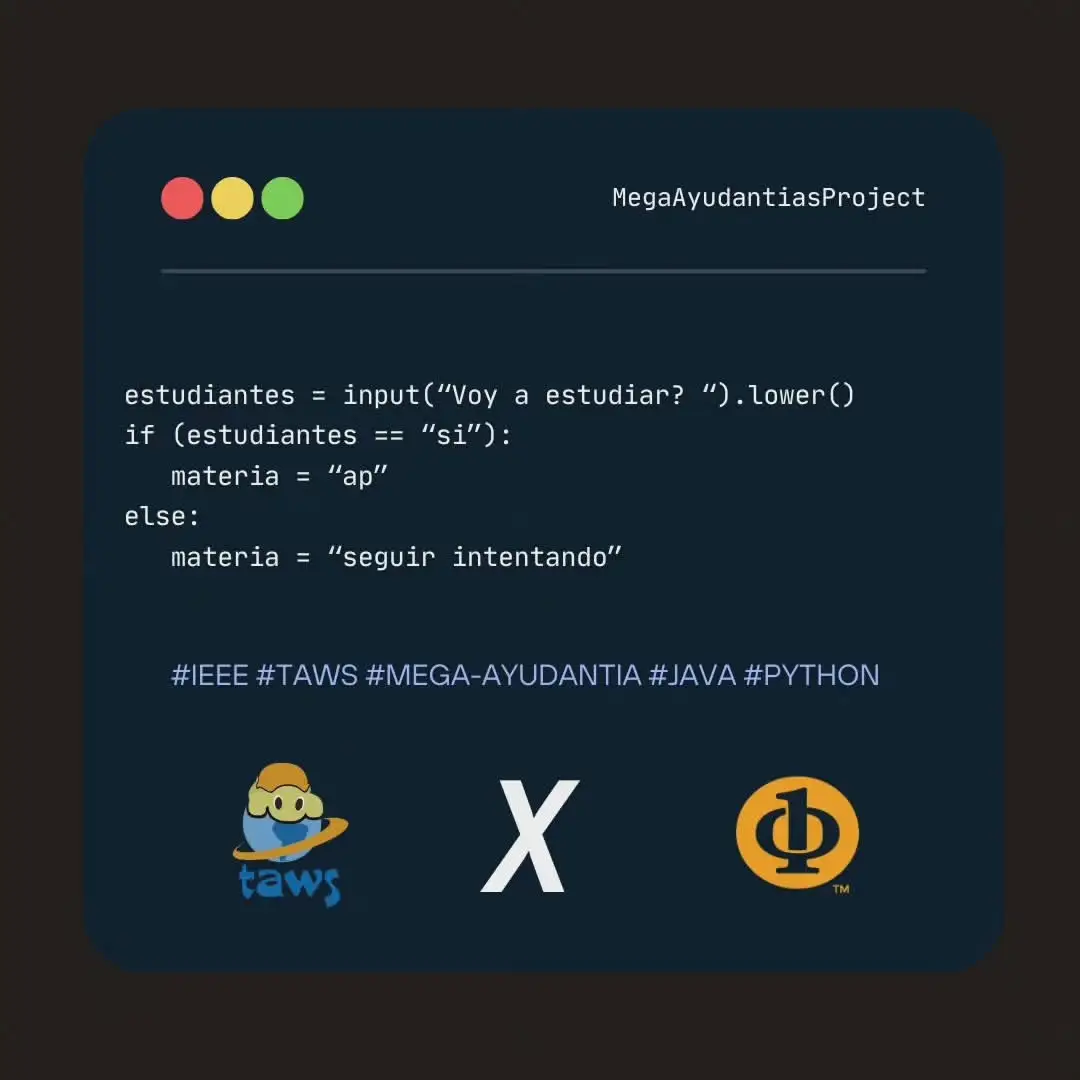 MegaAyudantiasProject
estudiantes = input(“Voy a estudiar? “).lower()
if (estudiantes == “si”):
   materia = “ap”
else:
   materia = “seguir intentando”
#IEEE #TAWS #MEGA-AYUDANTIA #JAVA #PYTHON
taws
X
TM